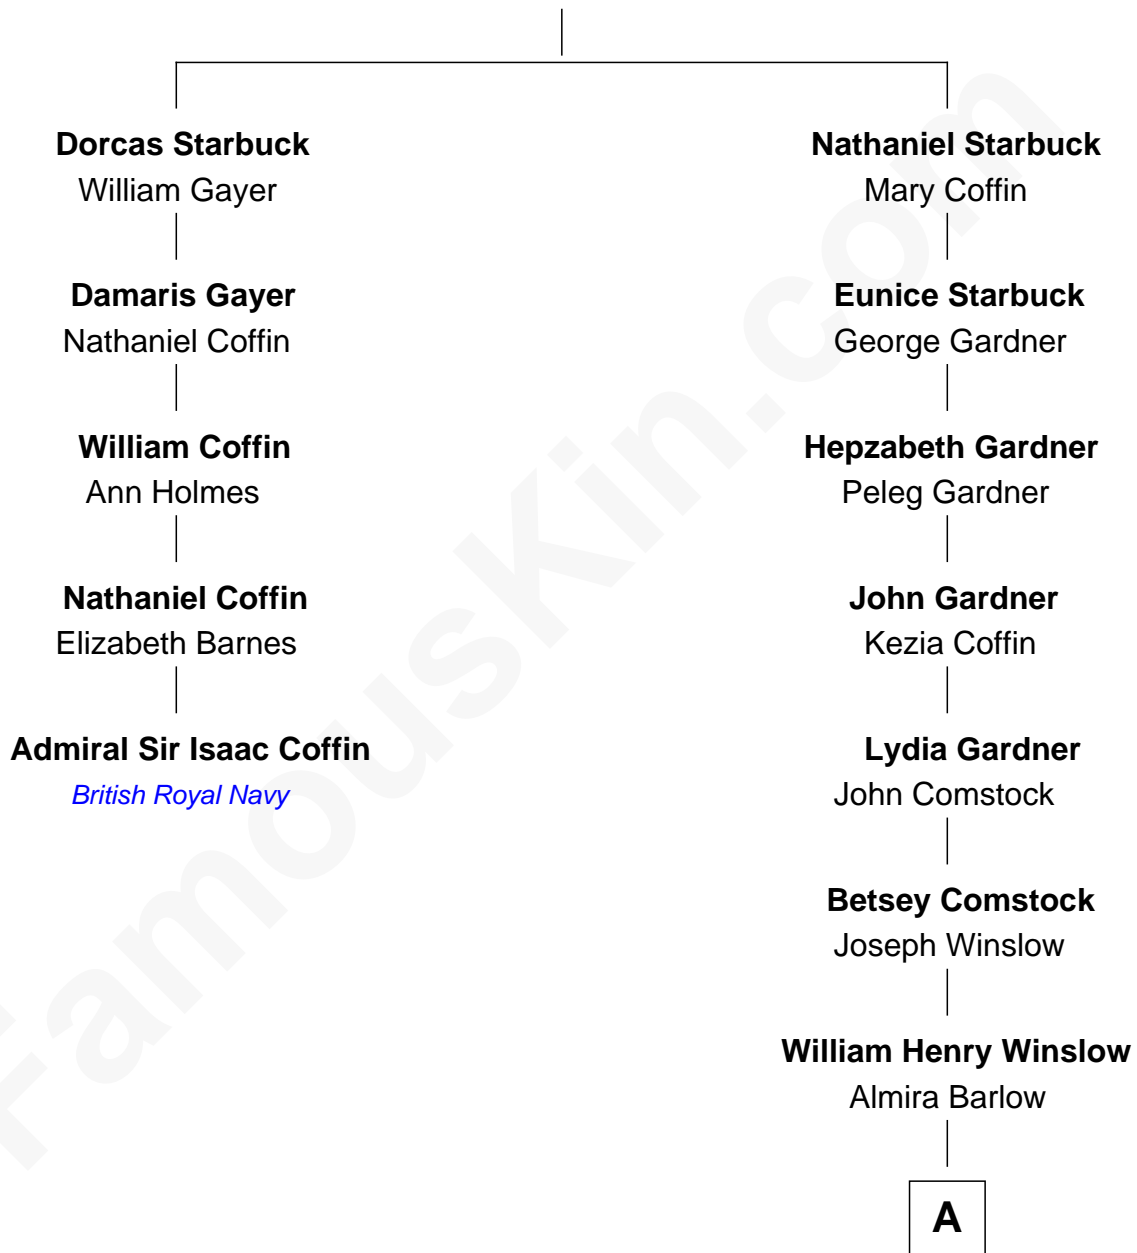 Dorcas Starbuck
William Gayer
Damaris Gayer
Nathaniel Coffin
William Coffin
Ann Holmes
Nathaniel Coffin
Elizabeth Barnes
Admiral Sir Isaac Coffin
British Royal Navy
Nathaniel Starbuck
Mary Coffin
Eunice Starbuck
George Gardner
Hepzabeth Gardner
Peleg Gardner
John Gardner
Kezia Coffin
Lydia Gardner
John Comstock
Betsey Comstock
Joseph Winslow
William Henry Winslow
Almira Barlow
A
FamousKin.com